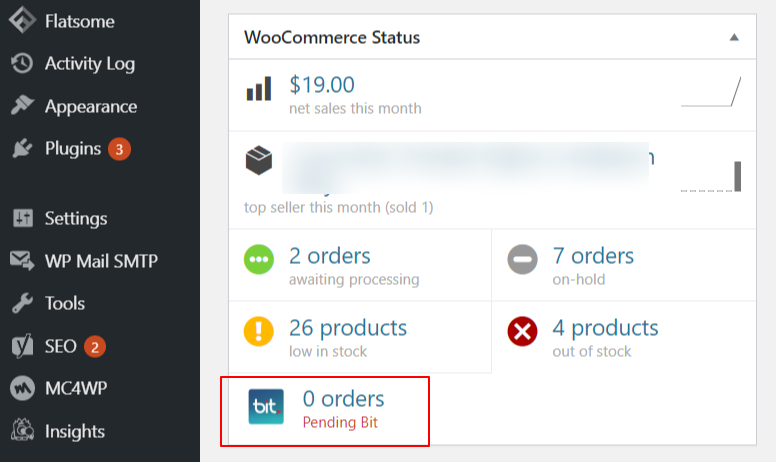 Flatsome
Activity Log
Appearance
Plugins 3
Settings
WP Mail SMTP
Tools
SEO 2
MC4WP
Insights
WooCommerce Status
$19.00
net sales this month
top seller this month (sold 1)
2 orders
awaiting processing
7 orders
on-hold
26 products
low in stock
4 products
out of stock
bit.
0 orders
Pending Bit